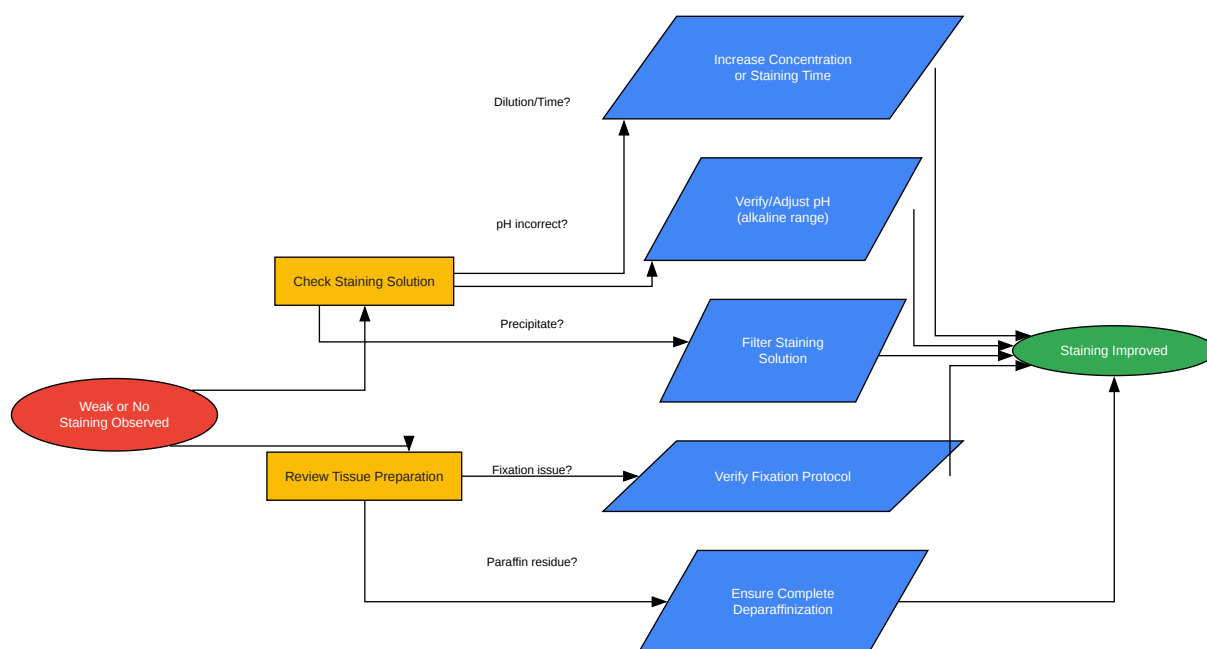 Increase Concentration
or Staining Time
Dilution/Time?
Verify/Adjust pH
(alkaline range)
pH incorrect?
Check Staining Solution
Precipitate?
Filter Staining
Solution
Staining Improved
Weak or No
Staining Observed
Review Tissue Preparation
Fixation issue?
Verify Fixation Protocol
Paraffin residue?
Ensure Complete
Deparaffinization